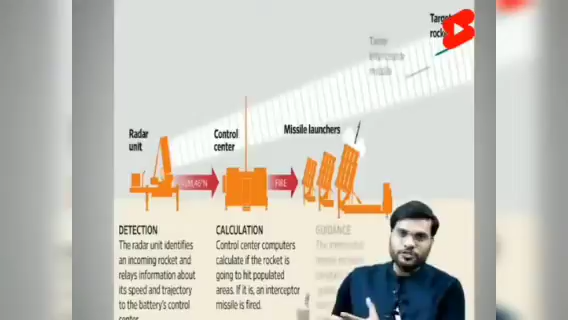 Target
rocket
Radar
unit
Control
center
Missile launchers
FIRE
DETECTION
The radar unit identifies
an incoming rocket and
relays information about
its speed and trajectory
to the battery's control
center
CALCULATION
Control center computers
calculate if the rocket is
going to hit populated
areas. If it is, an interceptor
missile is fired.
GUIDANCE